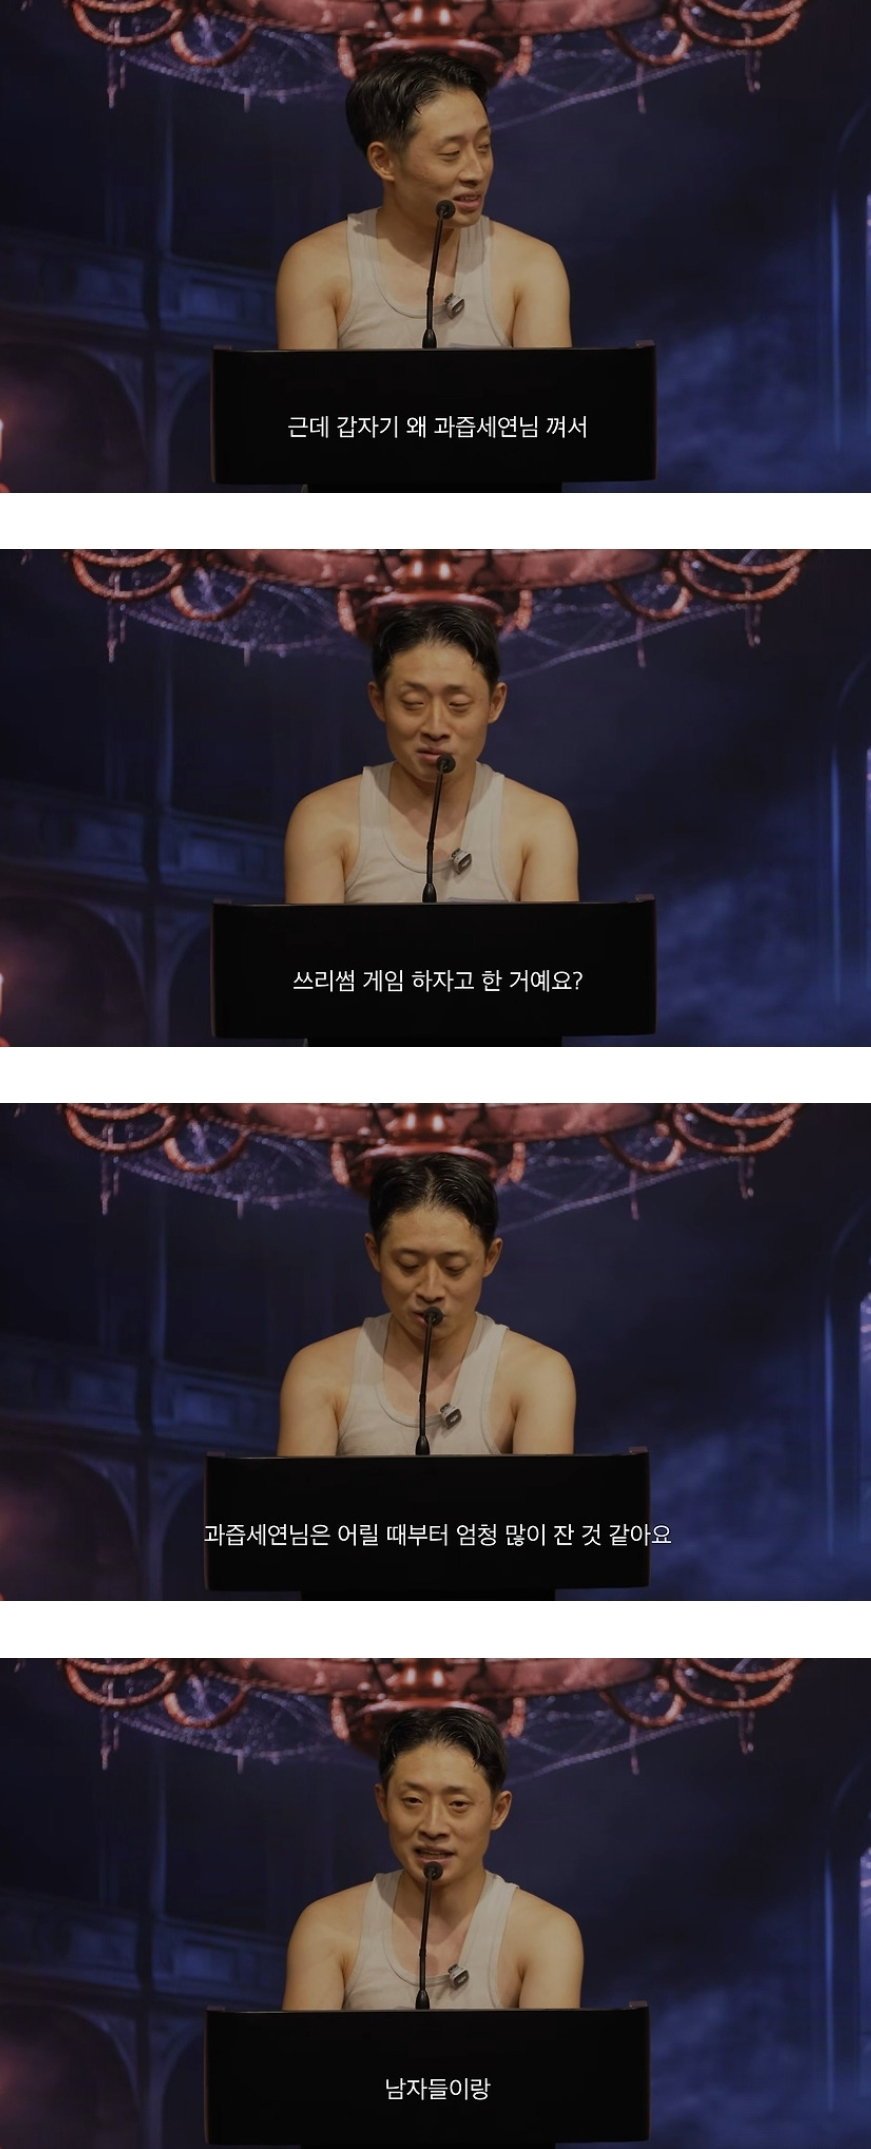 근데 갑자기 왜 과즙세연님 껴서
쓰리썸 게임 하자고 한 거예요?
과즙세연님은 어릴 때부터 엄청 많이 잔 것 같아요
남자들이랑